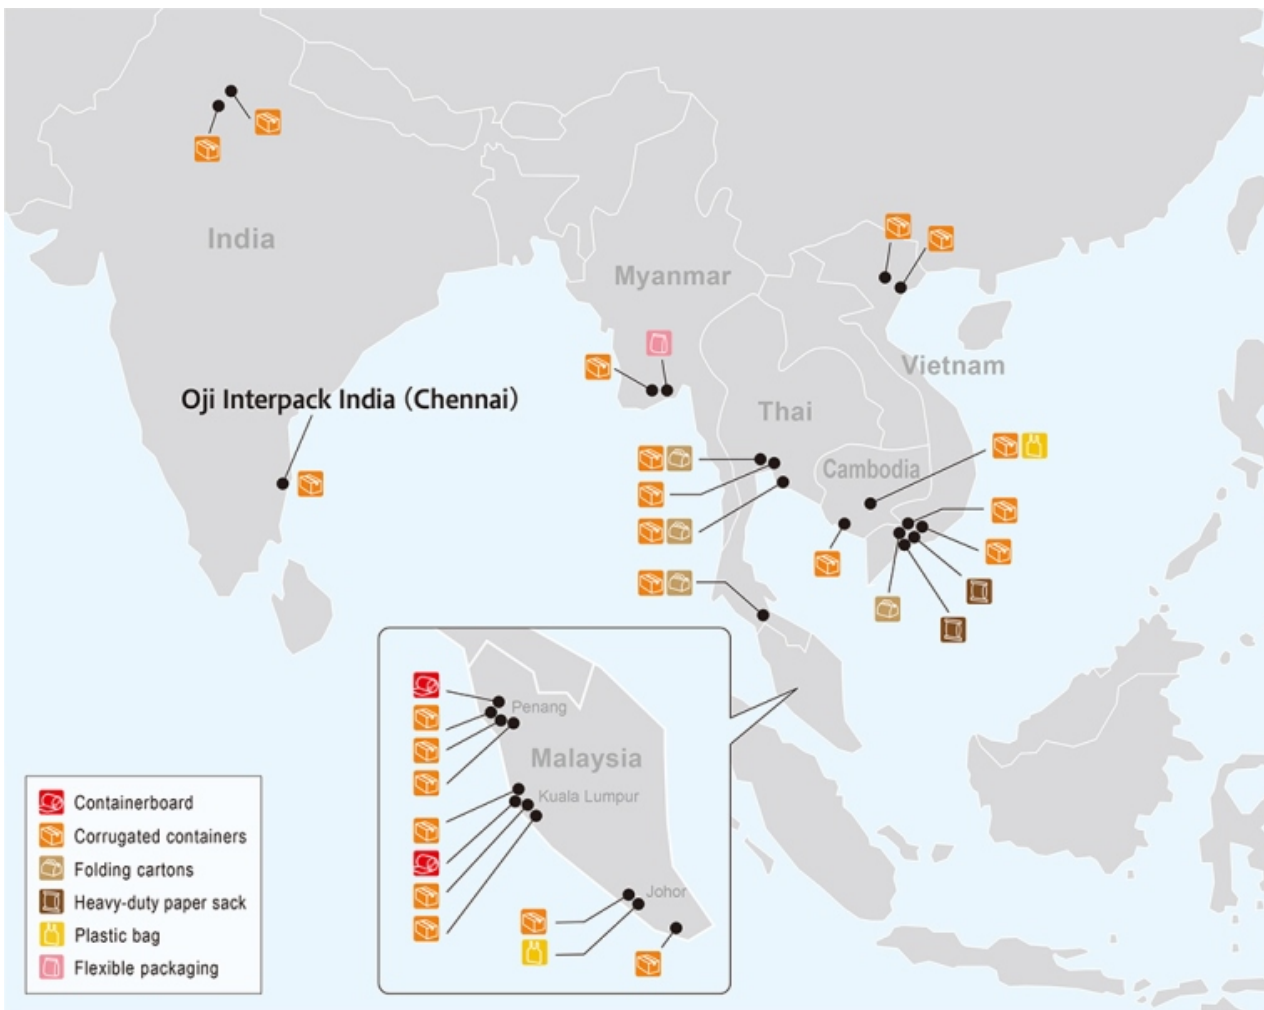 India
Myanmar
Vietnam
Oji Interpack India (Chennai)
Thai
Cambodia
Penang
Malaysia
Kuala Lumpur
Johor
Containerboard
Corrugated containers
Folding cartons
Heavy-duty paper sack
Plastic bag
Flexible packaging